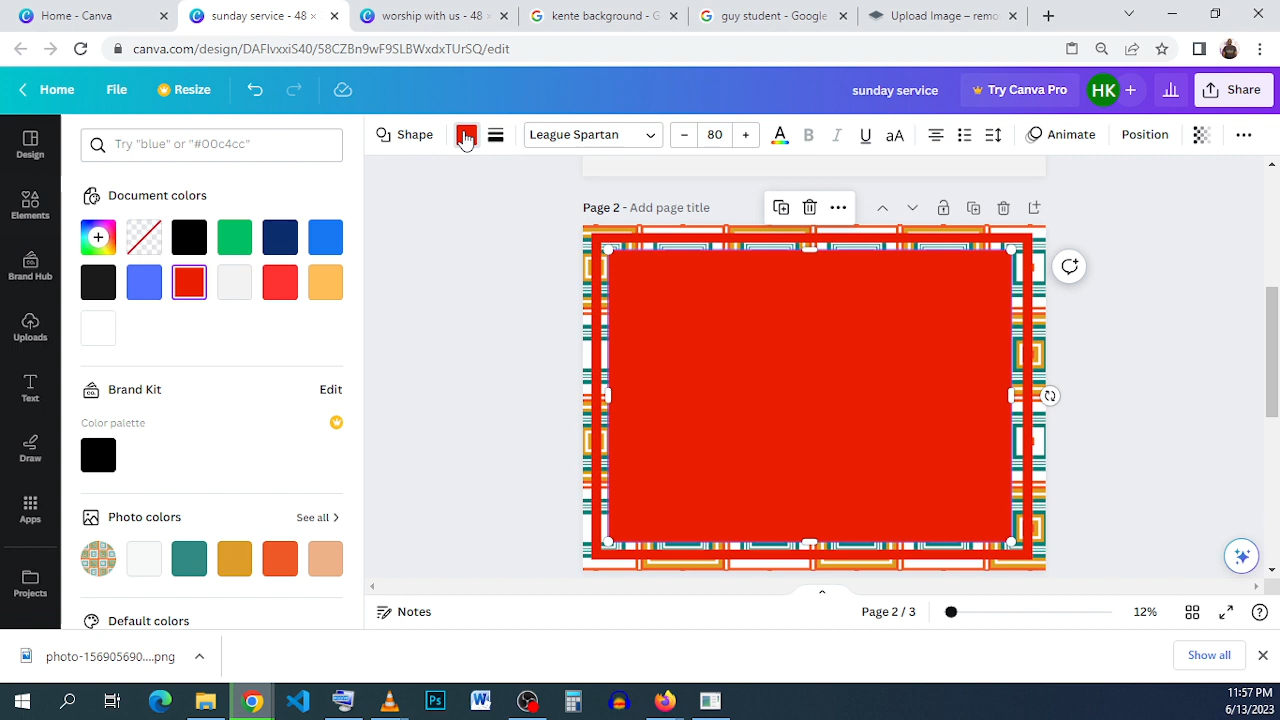 Home - Canva
sunday service - 48
worship with us - 48
kente background - G
guy student - Google
Upload Image – remo
canva.com/design/DAFlvxxiS40/58CZBn9wF9SLBWxdxTUrSQ/edit
Home
File
Resize
sunday service
Try Canva Pro
HK
Share
Design
Elements
Brand Hub
Uploads
Text
Draw
Apps
Projects
Try "blue" or "#00c4cc"
Document colors
Brand Kit
Edit
Color palette
Photo colors
See all
Default colors
Shape
League Spartan
80
A
B
I
U
aA
Animate
Position
Page 2 - Add page title
Notes
Page 2 / 3
12%
photo-156905690....png
Show all
Ps
W
11:57 PM
6/13/2023